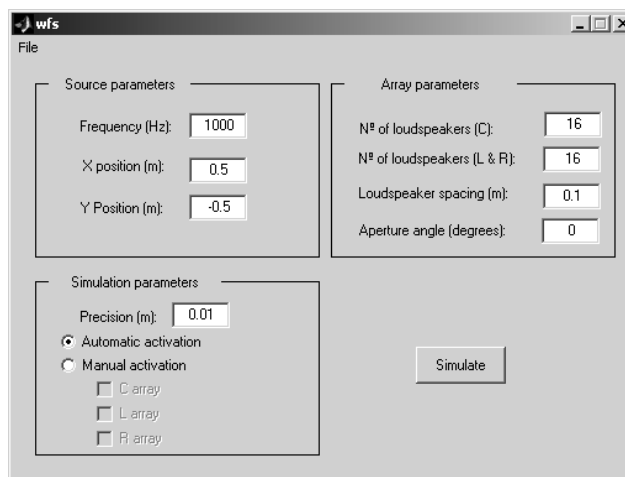 wfs
File
Source parameters
Frequency (Hz): 1000
X position (m): 0.5
Y Position (m): -0.5
Array parameters
Nº of loudspeakers (C): 16
Nº of loudspeakers (L & R): 16
Loudspeaker spacing (m): 0.1
Aperture angle (degrees): 0
Simulation parameters
Precision (m): 0.01
Automatic activation
Manual activation
C array
L array
R array
Simulate